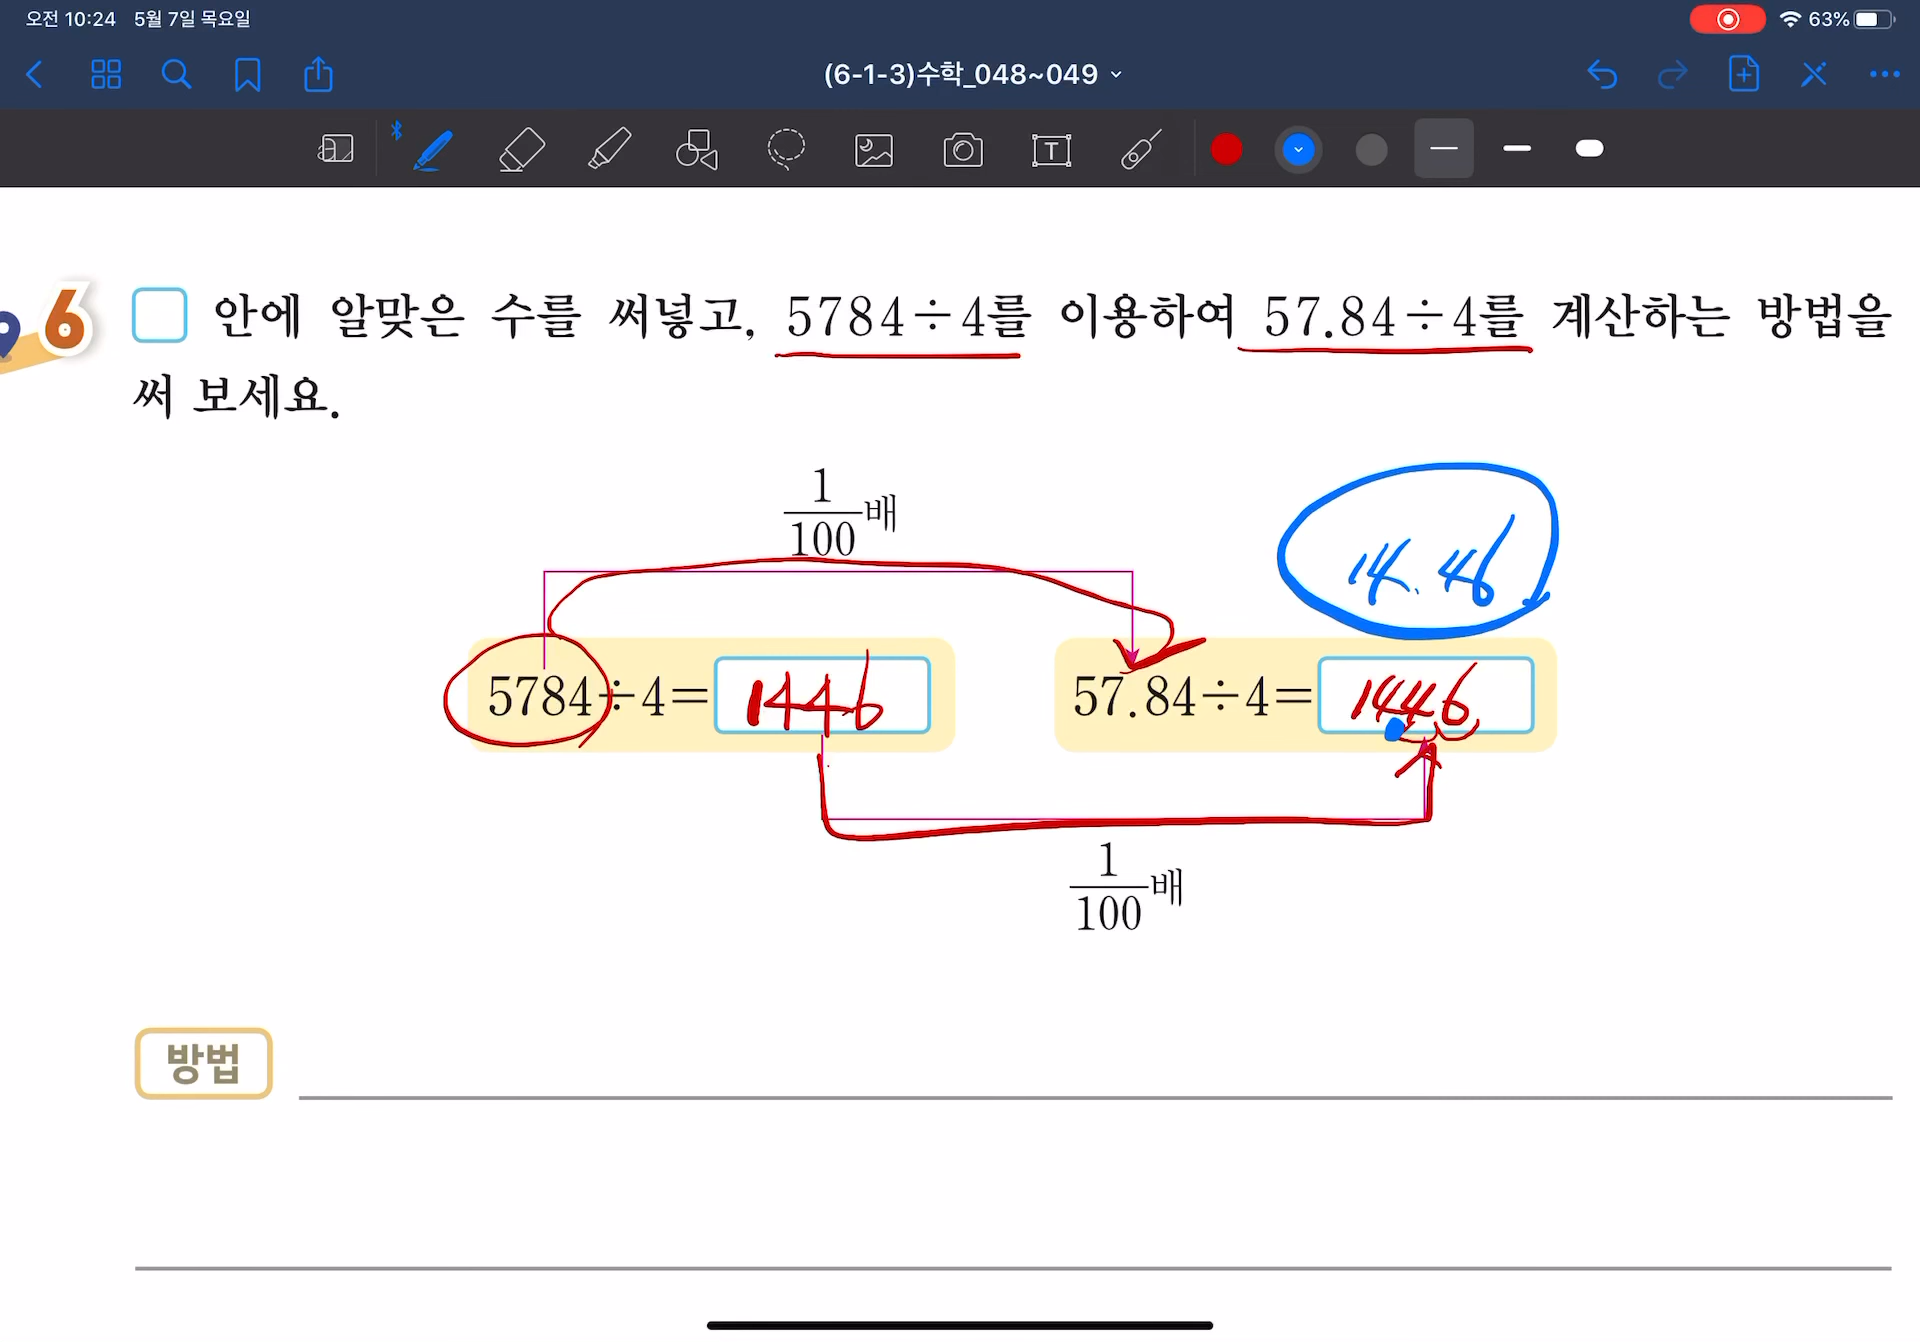 오전 10:24 5월 7일 목요일
63%
(6-1-3)수학_048~049
6 □ 안에 알맞은 수를 써넣고, 5784÷4를 이용하여 57.84÷4를 계산하는 방법을
써 보세요.
1/100배
14.46
5784÷4= 1446
57.84÷4= 1446
1/100배
방법